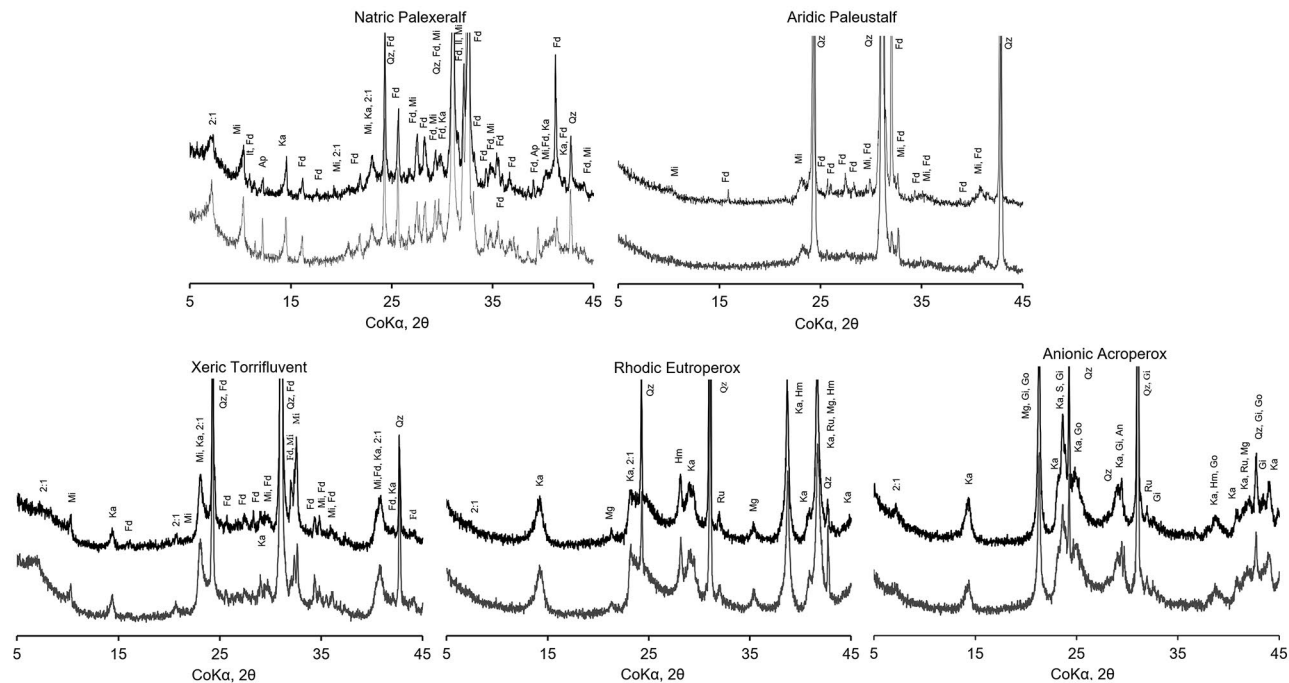 Natric Palexeralf
2:1
Mi
It, Fd
Ap
Ka
Fd
Fd
Mi, 2:1
Fd
Mi, Ka, 2:1
Qz, Fd
Fd
Fd, Mi
Fd
Fd, Mi
Qz, Fd, Mi
Fd, Ka
Fd, Il, Mi
Fd
Fd
Fd
Fd, Mi
Fd
Fd
Fd
Fd, Ap
Mi,Fd, Ka
Fd
Ka, Fd
Qz
Fd, Mi
5
15
25
35
45
CoKα, 2θ
Aridic Paleustalf
Mi
Fd
Mi
Qz
Fd
Fd
Fd
Fd
Mi, Fd
Qz
Fd
Mi, Fd
Fd
Mi, Fd
Fd
Mi, Fd
Qz
5
25
35
45
CoKα, 2θ
Xeric Torrifluvent
2:1
Mi
Ka
Fd
2:1
Mi
Mi, Ka, 2:1
Qz, Fd
Fd
Fd
Fd
Ka
Mi, Fd
Fd, Mi
Qz, Fd
Mi
Fd
Mi, Fd
Mi, Fd
Mi,Fd, Ka, 2:1
Fd, Ka
Qz
Fd
5
15
25
35
45
CoKα, 2θ
Rhodic Eutroperox
2:1
Ka
Mg
Ka, 2:1
Qz
Hm
Ka
Ru
Qz
Mg
Ka, Hm
Ka
Ka, Ru, Mg, Hm
Qz
Ka
5
15
25
35
45
CoKα, 2θ
Anionic Acroperox
2:1
Ka
Mg, Gi, Go
Ka
Ka, S, Gi
Qz
Ka, Go
Qz
Ka, Gi, An
Qz, Gi
Ru
Gi
Ka, Hm, Go
Ka
Ka, Ru, Mg
Qz, Gi, Go
Gi
Ka
5
15
25
35
45
CoKα, 2θ